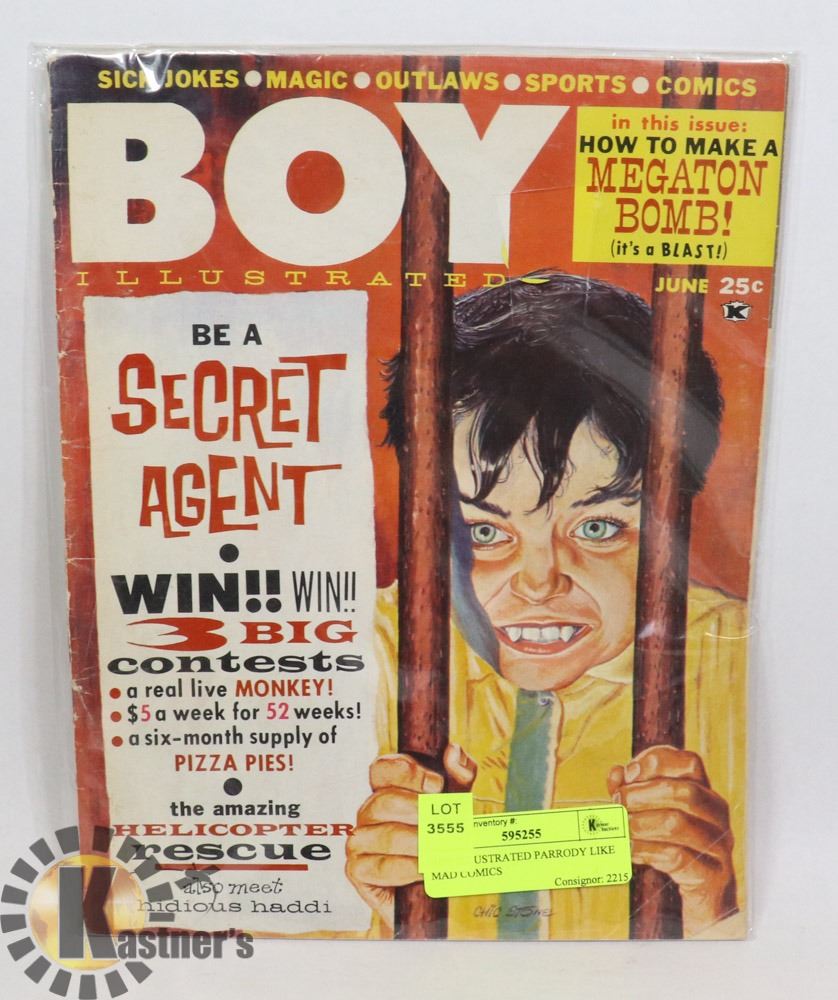 SICK JOKES • MAGIC • OUTLAWS • SPORTS • COMICS
BOY
ILLUSTRATED
in this issue:
HOW TO MAKE A
MEGATON
BOMB!
(it's a BLAST!)
JUNE 25c
K
BE A
SECRET
AGENT
•
WIN!! WIN!!
3 BIG
contests
• a real live MONKEY!
• $5 a week for 52 weeks!
• a six-month supply of
PIZZA PIES!
•
the amazing
HELICOPTER
rescue
also meet
hidious haddi
LOT
3555
nventory #:
595255
USTRATED PARRODY LIKE
MAD COMICS
Consignor: 2215
Kastner's